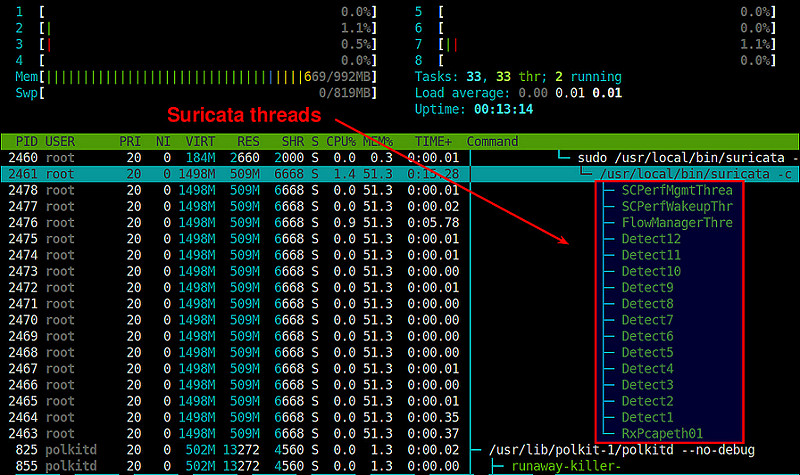 1 [ 0.0%] 5 [ 0.0%]
2 [| 1.1%] 6 [ 0.0%]
3 [| 0.5%] 7 [|| 1.1%]
4 [ 0.0%] 8 [ 0.0%]
Mem[ 669/992MB] Tasks: 33, 33 thr; 2 running
Swp[ 0/819MB] Load average: 0.00 0.01 0.01
Uptime: 00:13:14
Suricata threads
PID USER PRI NI VIRT RES SHR S CPU% MEM% TIME+ Command
2460 root 20 0 184M 2660 2000 S 0.0 0.3 0:00.01 └─ sudo /usr/local/bin/suricata -
2461 root 20 0 1498M 509M 6668 S 1.4 51.3 0:15.28 └─ /usr/local/bin/suricata -c
2478 root 20 0 1498M 509M 6668 S 0.0 51.3 0:00.01 ├─ SCPerfMgmtThrea
2477 root 20 0 1498M 509M 6668 S 0.0 51.3 0:00.02 ├─ SCPerfWakeupThr
2476 root 20 0 1498M 509M 6668 S 0.9 51.3 0:05.78 ├─ FlowManagerThre
2475 root 20 0 1498M 509M 6668 S 0.0 51.3 0:00.01 ├─ Detect12
2474 root 20 0 1498M 509M 6668 S 0.0 51.3 0:00.01 ├─ Detect11
2473 root 20 0 1498M 509M 6668 S 0.0 51.3 0:00.00 ├─ Detect10
2472 root 20 0 1498M 509M 6668 S 0.0 51.3 0:00.01 ├─ Detect9
2471 root 20 0 1498M 509M 6668 S 0.0 51.3 0:00.00 ├─ Detect8
2470 root 20 0 1498M 509M 6668 S 0.0 51.3 0:00.00 ├─ Detect7
2469 root 20 0 1498M 509M 6668 S 0.0 51.3 0:00.00 ├─ Detect6
2468 root 20 0 1498M 509M 6668 S 0.0 51.3 0:00.01 ├─ Detect5
2467 root 20 0 1498M 509M 6668 S 0.0 51.3 0:00.01 ├─ Detect4
2466 root 20 0 1498M 509M 6668 S 0.0 51.3 0:00.00 ├─ Detect3
2465 root 20 0 1498M 509M 6668 S 0.0 51.3 0:00.01 ├─ Detect2
2464 root 20 0 1498M 509M 6668 S 0.0 51.3 0:00.35 ├─ Detect1
2463 root 20 0 1498M 509M 6668 S 0.0 51.3 0:00.37 └─ RxPcapeth01
825 polkitd 20 0 502M 13272 4560 S 0.0 1.3 0:00.02 ├─ /usr/lib/polkit-1/polkitd --no-debug
855 polkitd 20 0 502M 13272 4560 S 0.0 1.3 0:00.00 ├─ runaway-killer-